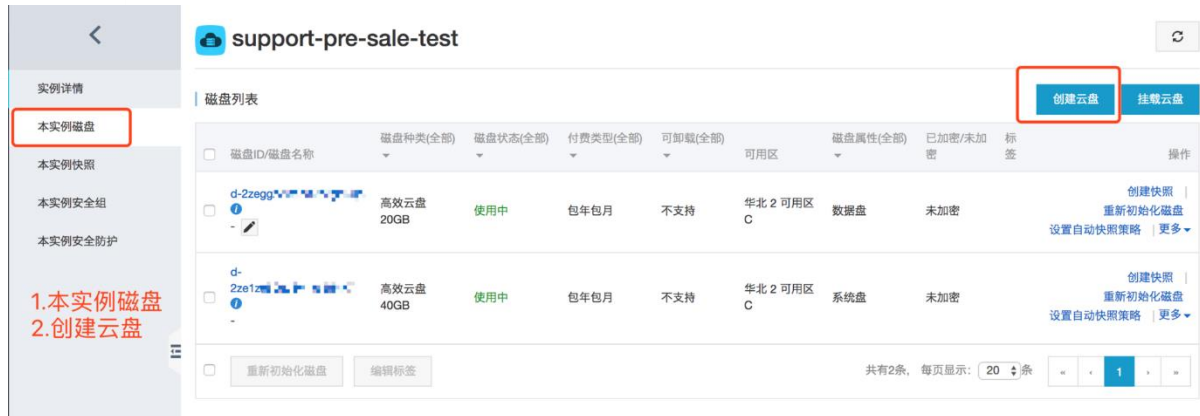 support-pre-sale-test
实例详情
本实例磁盘
本实例快照
本实例安全组
本实例安全防护
1.本实例磁盘
2.创建云盘
磁盘列表
创建云盘
挂载云盘
磁盘ID/磁盘名称
磁盘种类(全部)
磁盘状态(全部)
付费类型(全部)
可卸载(全部)
可用区
磁盘属性(全部)
已加密/未加
密
标
签
操作
d-2zegg
-
高效云盘
20GB
使用中
包年包月
不支持
华北 2 可用区
C
数据盘
未加密
创建快照 |
重新初始化磁盘
设置自动快照策略 | 更多
d-
2ze1z
-
高效云盘
40GB
使用中
包年包月
不支持
华北 2 可用区
C
系统盘
未加密
创建快照 |
重新初始化磁盘
设置自动快照策略 | 更多
重新初始化磁盘
编辑标签
共有2条, 每页显示: 20 条
« ‹ 1 › »